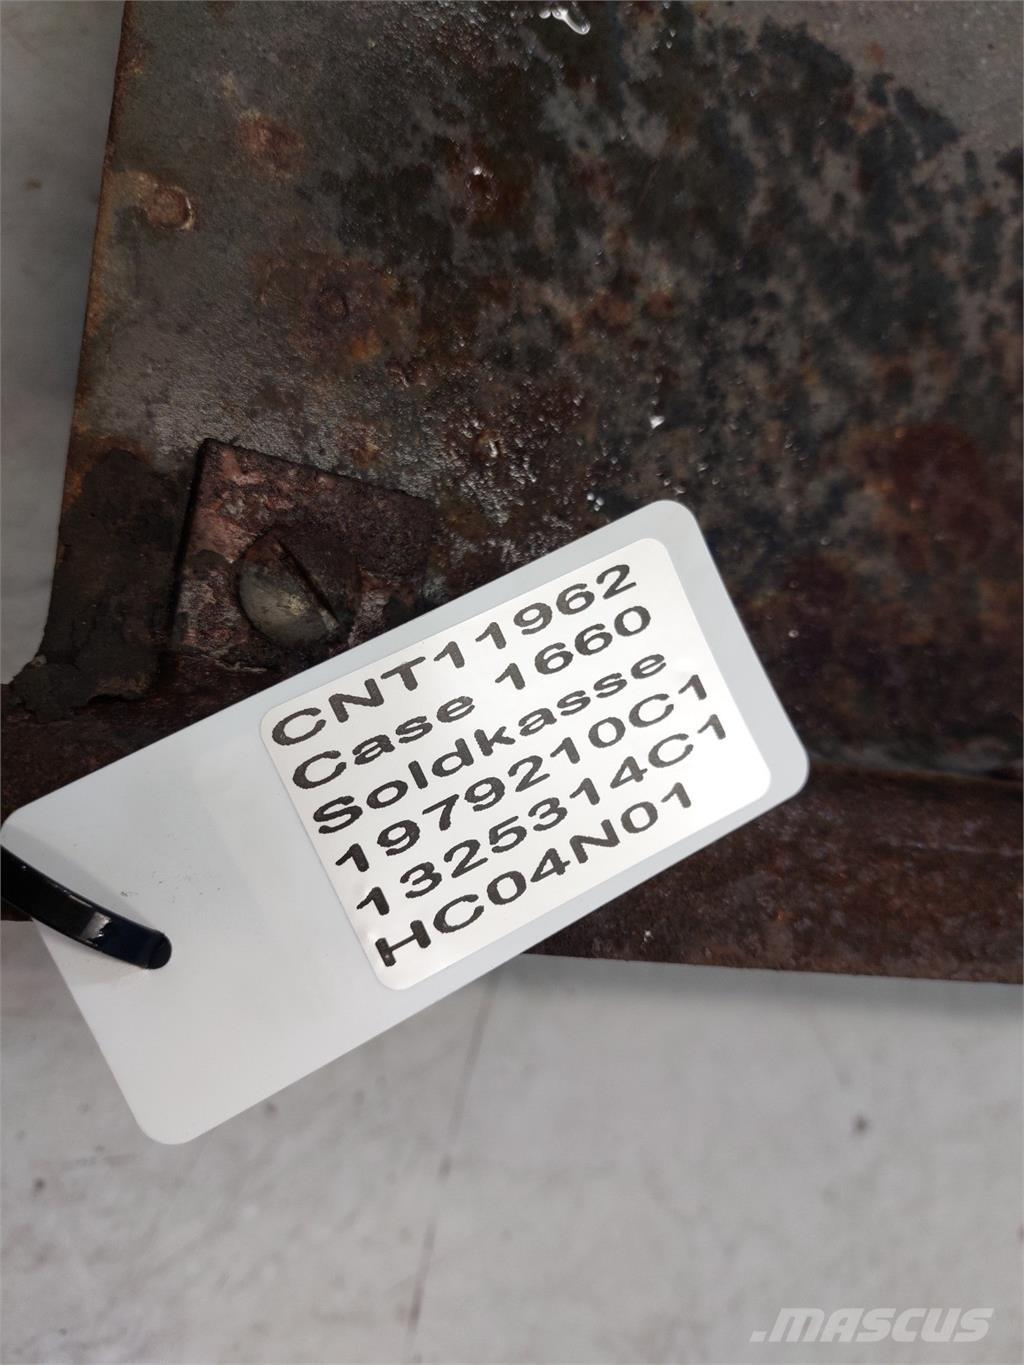 CNT11962
Case 1660
Soldkasse
1979210C1
1325314C1
HC04N01
.MASCUS